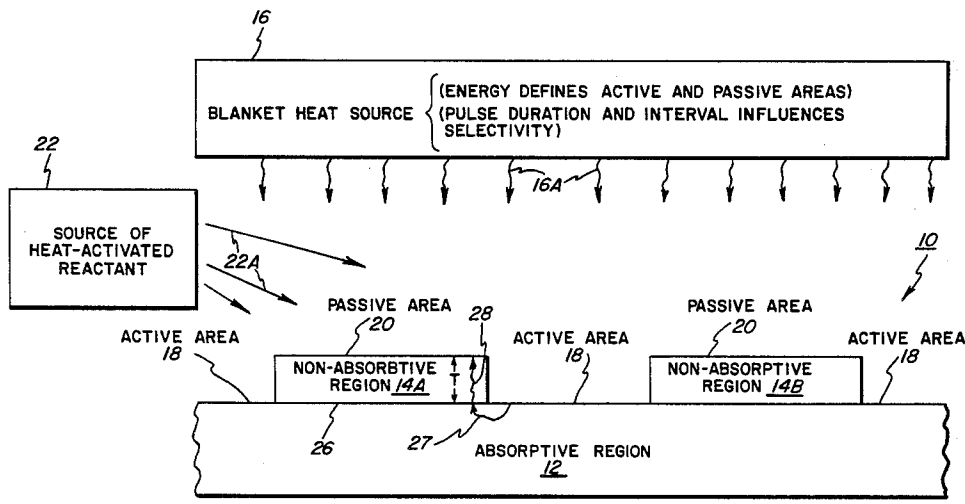 16
BLANKET HEAT SOURCE
(ENERGY DEFINES ACTIVE AND PASSIVE AREAS)
(PULSE DURATION AND INTERVAL INFLUENCES
SELECTIVITY)
22
16A
SOURCE OF
HEAT-ACTIVATED
REACTANT
22A
10
PASSIVE AREA
20
28
PASSIVE AREA
20
ACTIVE AREA
18
ACTIVE AREA
18
ACTIVE AREA
18
NON-ABSORBTIVE
REGION 14A
T
NON-ABSORPTIVE
REGION 14B
26
27
ABSORPTIVE REGION
12